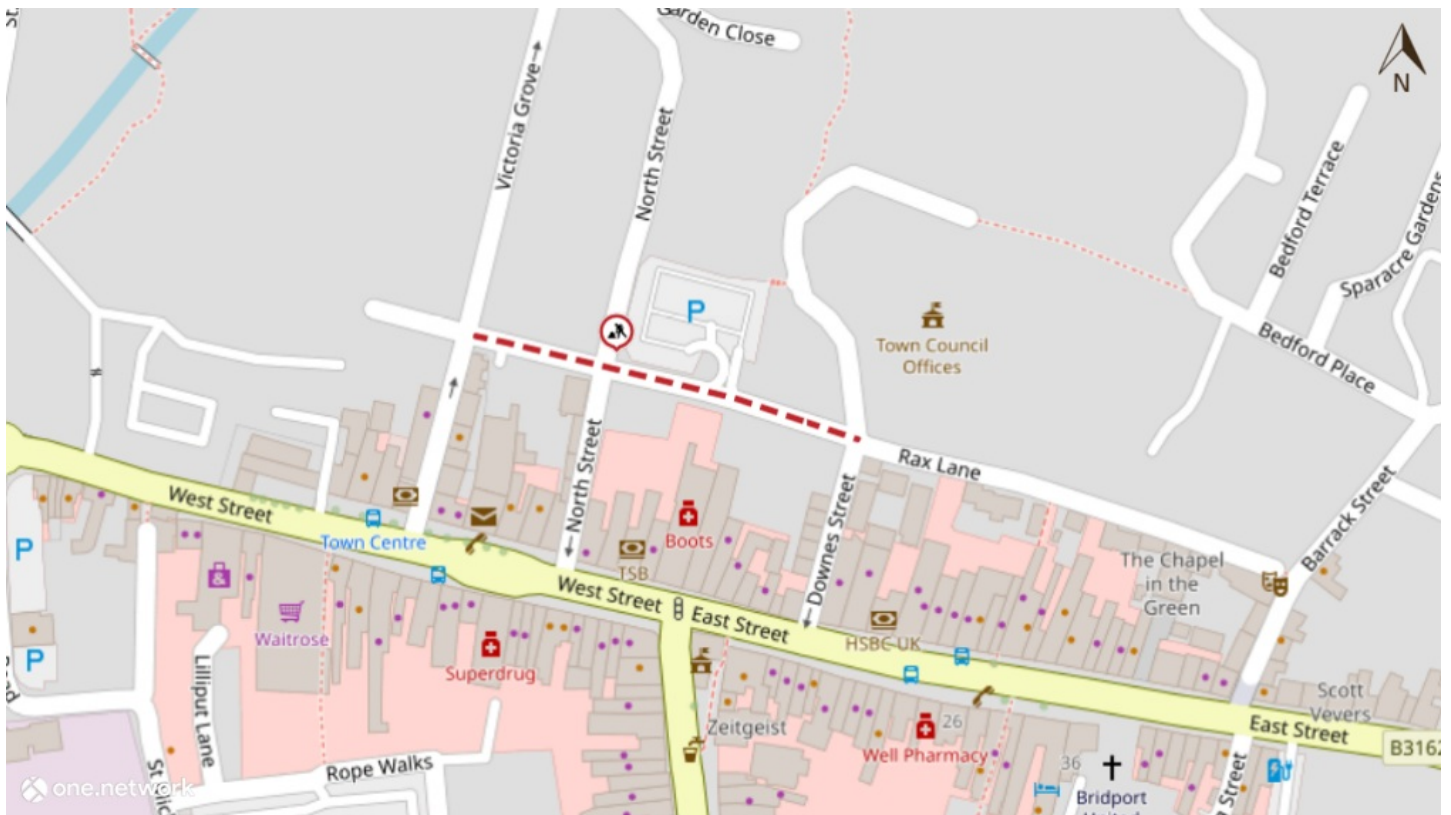 Garden Close
N
Victoria Grove
North Street
Bedford Terrace
Sparacre Gardens
P
Town Council
Offices
Bedford Place
North Street
Rax Lane
Downes Street
Barrack Street
West Street
Town Centre
Boots
TSB
The Chapel
in the
Green
P
West Street
East Street
HSBC UK
Waitrose
Superdrug
P
Lilliput Lane
Zeitgeist
26
Well Pharmacy
Scott
Vevers
East Street
B3162
Rope Walks
36
Bridport
United
Street
one.network